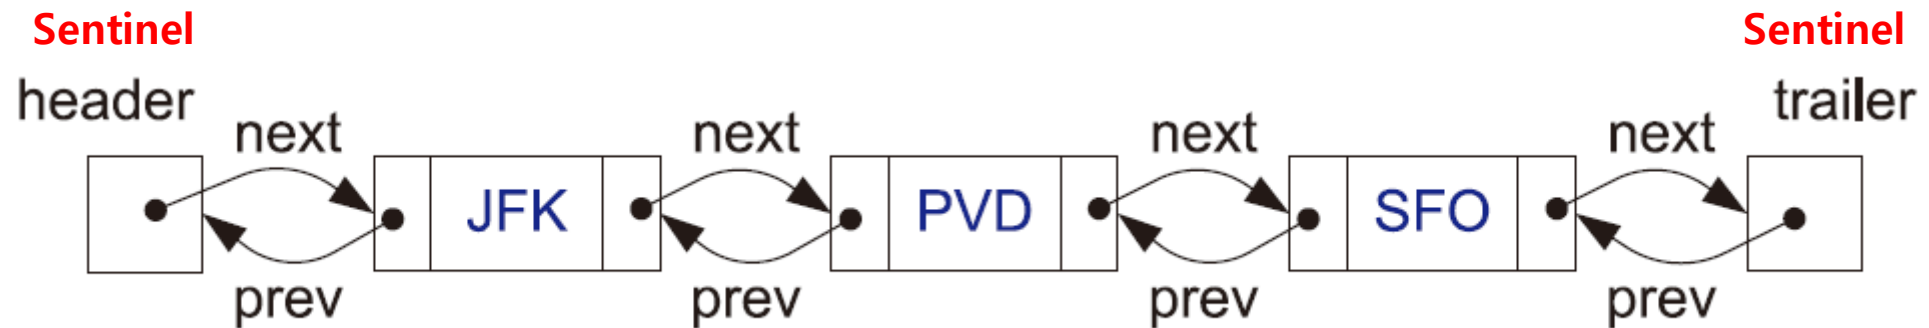 Sentinel Sentinel
header trailer
next next next next
JFK PVD SFO
prev prev prev prev